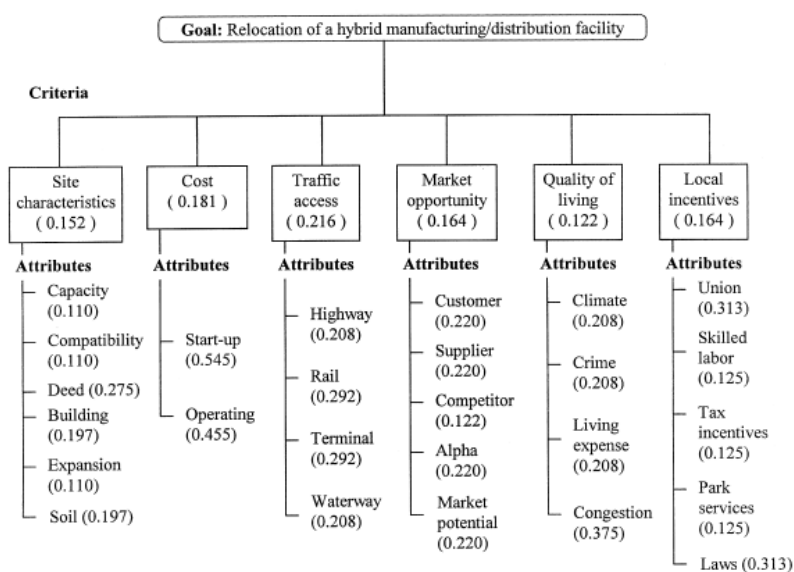 Goal: Relocation of a hybrid manufacturing/distribution facility
Criteria
Site
characteristics
( 0.152 )
Cost
( 0.181 )
Traffic
access
( 0.216 )
Market
opportunity
( 0.164 )
Quality of
living
( 0.122 )
Local
incentives
( 0.164 )
Attributes
Capacity
(0.110)
Compatibility
(0.110)
Deed (0.275)
Building
(0.197)
Expansion
(0.110)
Soil (0.197)
Attributes
Start-up
(0.545)
Operating
(0.455)
Attributes
Highway
(0.208)
Rail
(0.292)
Terminal
(0.292)
Waterway
(0.208)
Attributes
Customer
(0.220)
Supplier
(0.220)
Competitor
(0.122)
Alpha
(0.220)
Market
potential
(0.220)
Attributes
Climate
(0.208)
Crime
(0.208)
Living
expense
(0.208)
Congestion
(0.375)
Attributes
Union
(0.313)
Skilled
labor
(0.125)
Tax
incentives
(0.125)
Park
services
(0.125)
Laws (0.313)